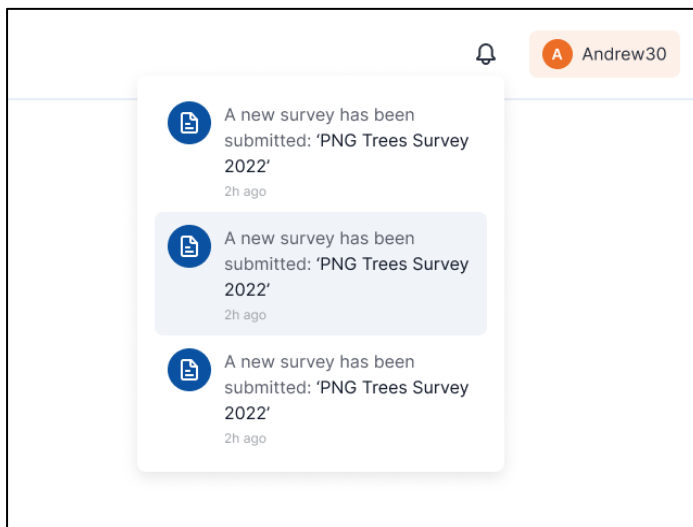 A Andrew30
A new survey has been
submitted: ‘PNG Trees Survey
2022’
2h ago
A new survey has been
submitted: ‘PNG Trees Survey
2022’
2h ago
A new survey has been
submitted: ‘PNG Trees Survey
2022’
2h ago